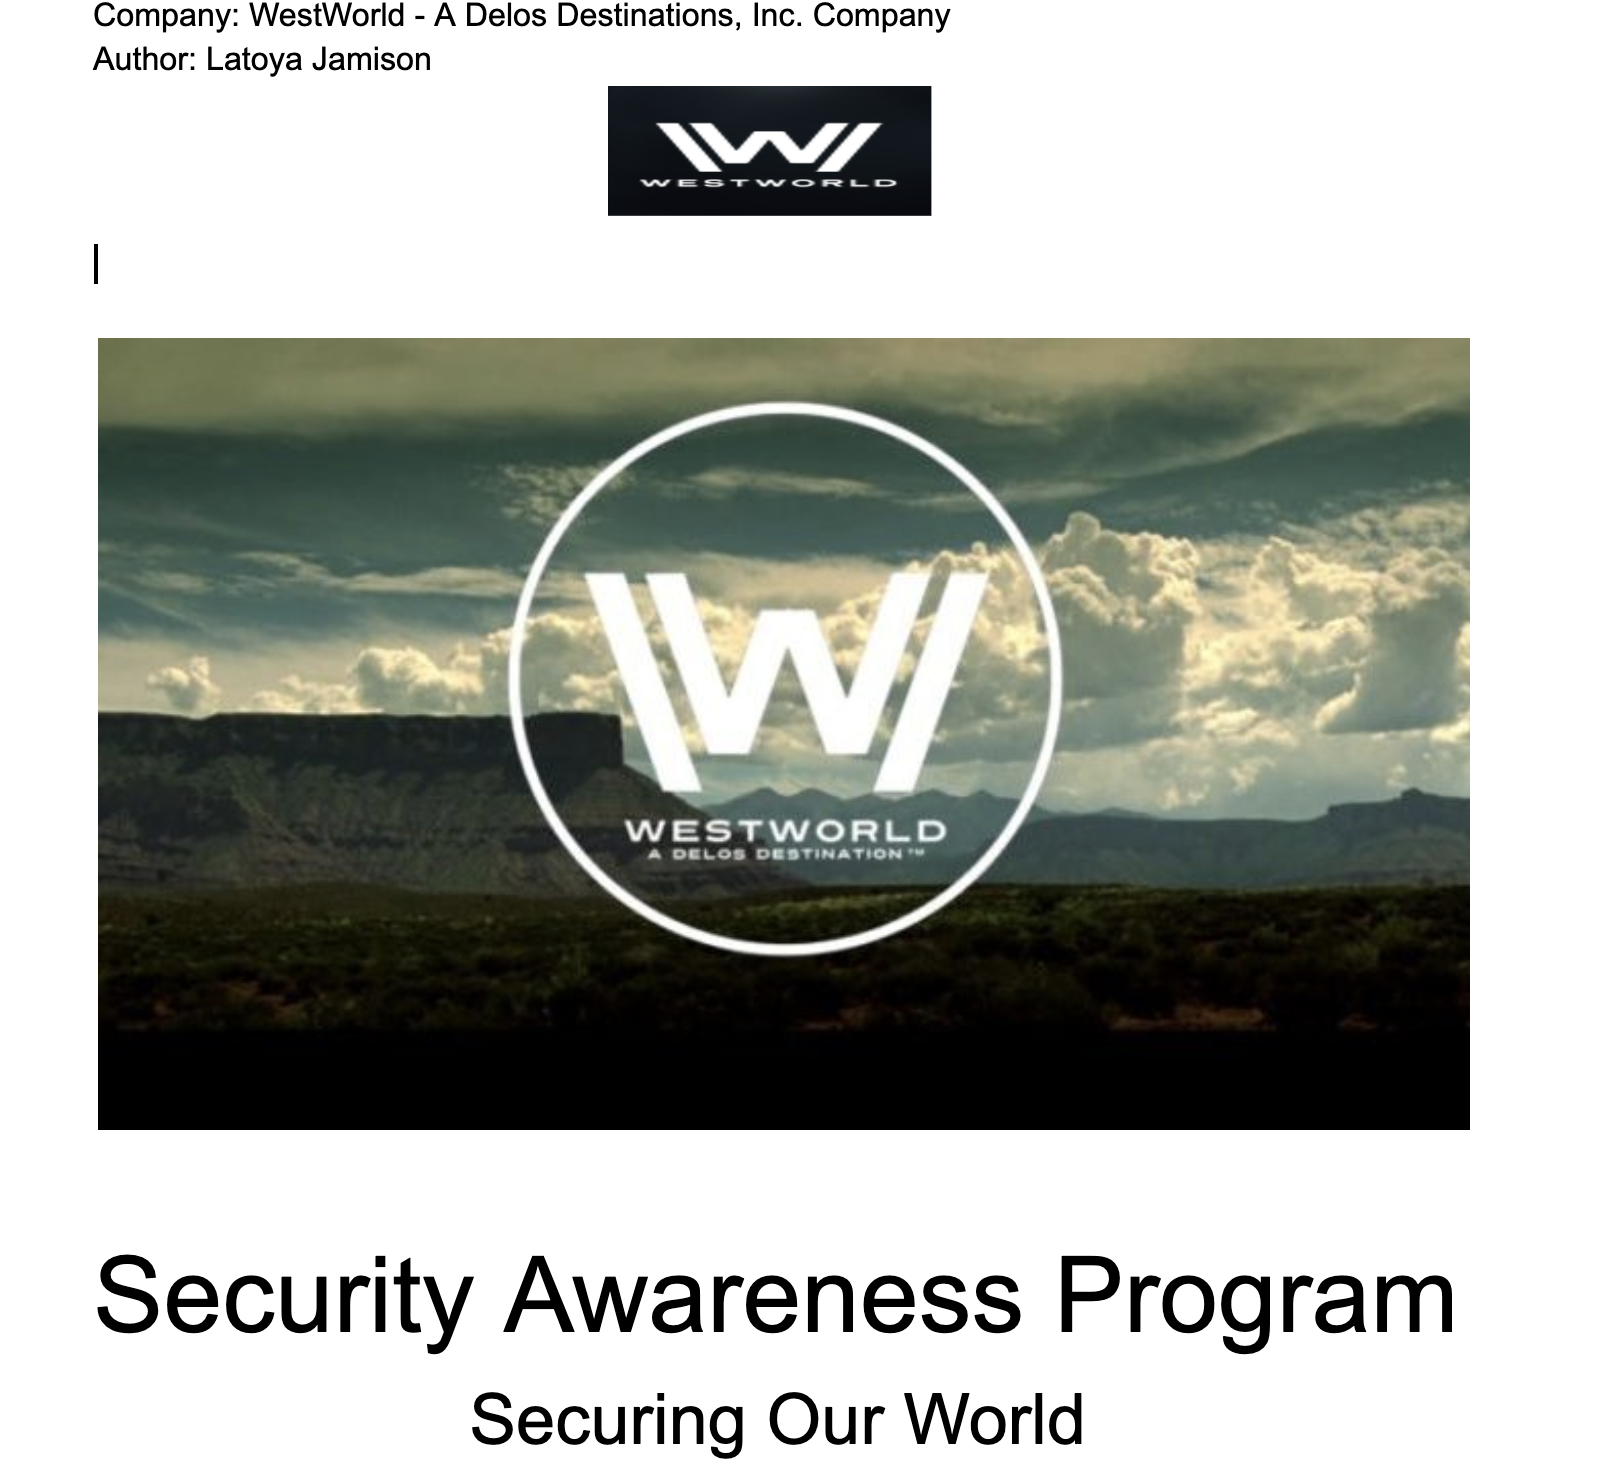 Company: WestWorld - A Delos Destinations, Inc. Company
Author: Latoya Jamison
W
WESTWORLD
W
WESTWORLD
A DELOS DESTINATION™
Security Awareness Program
Securing Our World